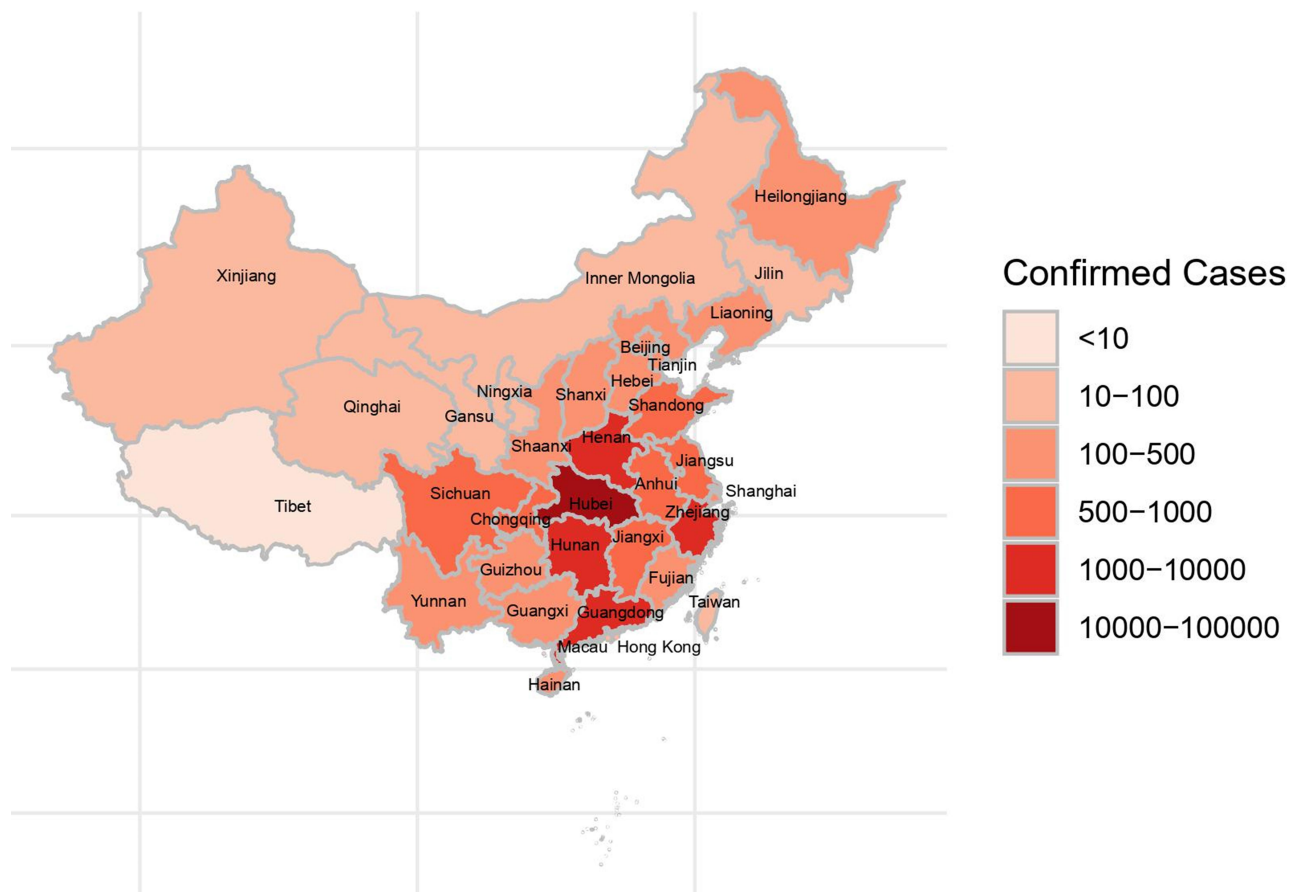 Heilongjiang
Xinjiang
Inner Mongolia
Jilin
Liaoning
Beijing
Tianjin
Hebei
Ningxia
Shanxi
Qinghai
Gansu
Shandong
Henan
Shaanxi
Jiangsu
Anhui
Shanghai
Sichuan
Tibet
Hubei
Zhejiang
Chongqing
Jiangxi
Hunan
Guizhou
Fujian
Yunnan
Guangxi
Guangdong
Taiwan
Macau
Hong Kong
Hainan
Confirmed Cases
<10
10−100
100−500
500−1000
1000−10000
10000−100000